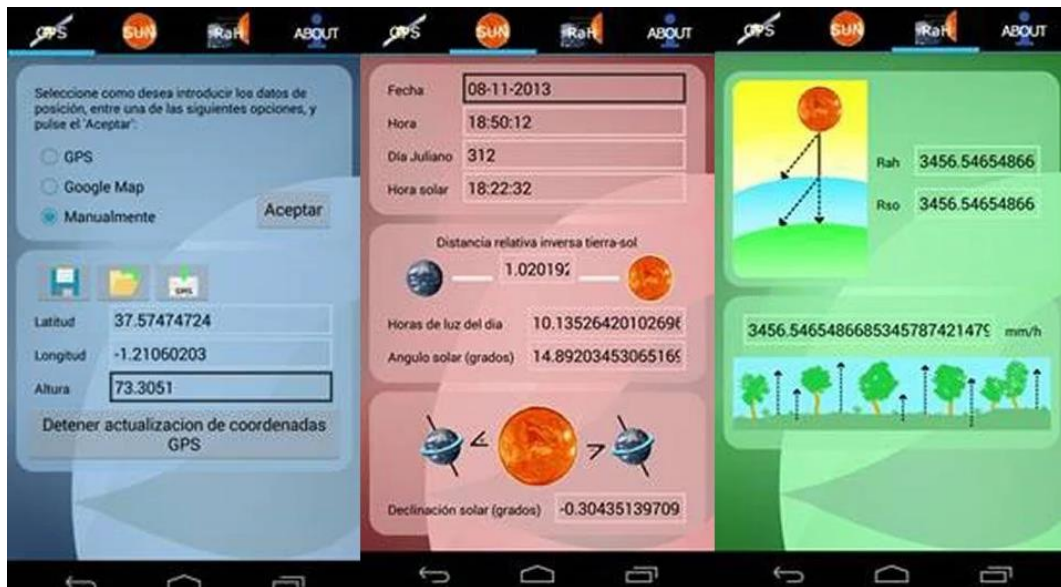 GPS SUN RaH ABOUT
Seleccione como desea introducir los datos de
posición, entre una de las siguientes opciones, y
pulse el 'Aceptar':
GPS
Google Map
Manualmente
Aceptar
GPS
Latitud 37.57474724
Longitud -1.21060203
Altura 73.3051
Detener actualizacion de coordenadas
GPS
GPS SUN RaH ABOUT
Fecha 08-11-2013
Hora 18:50:12
Día Juliano 312
Hora solar 18:22:32
Distancia relativa inversa tierra-sol
1.020192
Horas de luz del dia 10.1352642010269
Angulo solar (grados) 14.8920345306516
Declinación solar (grados) -0.30435139709
GPS SUN RaH ABOUT
Rah 3456.54654866
Rso 3456.54654866
3456.546548668534578742147 mm/h